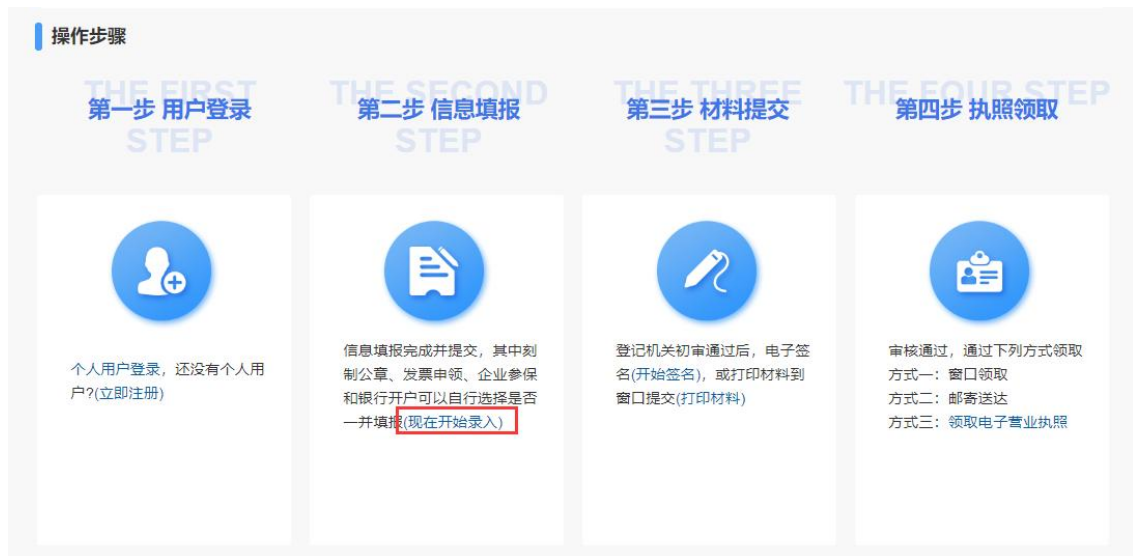 操作步骤
THE FIRST STEP
第一步 用户登录
THE SECOND STEP
第二步 信息填报
THE THREE STEP
第三步 材料提交
THE FOUR STEP
第四步 执照领取
个人用户登录，还没有个人用
户?(立即注册)
信息填报完成并提交，其中刻
制公章、发票申领、企业参保
和银行开户可以自行选择是否
一并填报(现在开始录入)
登记机关初审通过后，电子签
名(开始签名)，或打印材料到
窗口提交(打印材料)
审核通过，通过下列方式领取
方式一：窗口领取
方式二：邮寄送达
方式三：领取电子营业执照